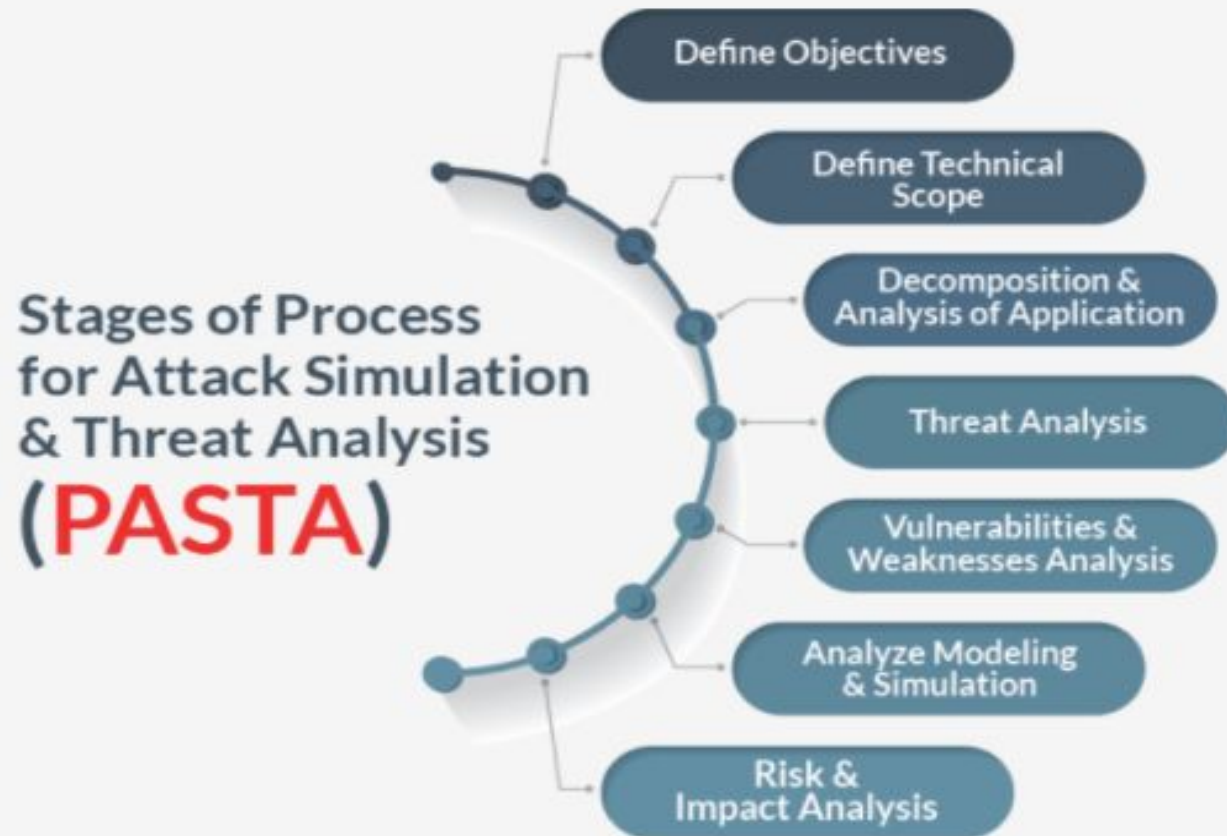 Stages of Process
for Attack Simulation
& Threat Analysis
(PASTA)
Define Objectives
Define Technical
Scope
Decomposition &
Analysis of Application
Threat Analysis
Vulnerabilities &
Weaknesses Analysis
Analyze Modeling
& Simulation
Risk &
Impact Analysis